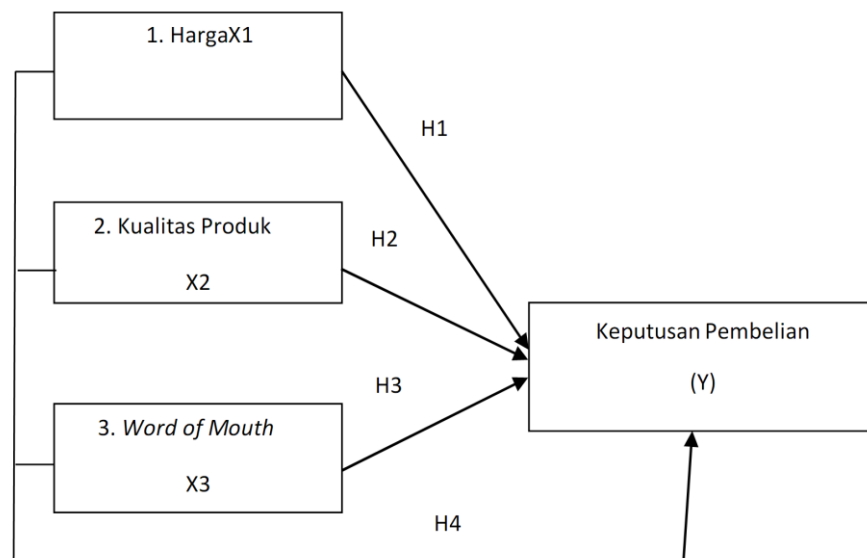 1. HargaX1
H1
2. Kualitas Produk
X2
H2
Keputusan Pembelian
(Y)
H3
3. Word of Mouth
X3
H4